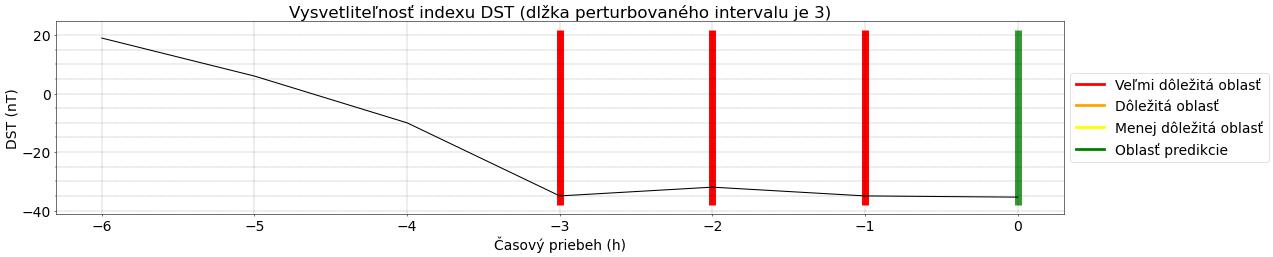 Vysvetliteľnosť indexu DST (dĺžka perturbovaného intervalu je 3)
DST (nT)
20
0
−20
−40
−6 −5 −4 −3 −2 −1 0
Časový priebeh (h)
Veľmi dôležitá oblasť
Dôležitá oblasť
Menej dôležitá oblasť
Oblasť predikcie